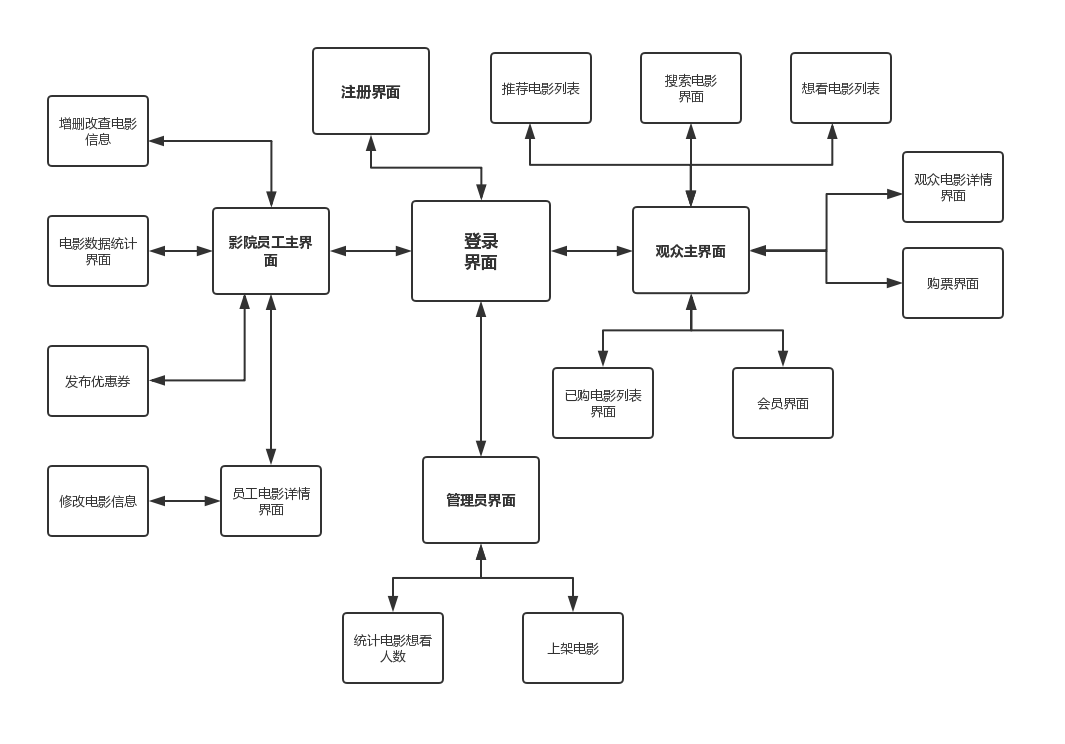 注册界面
推荐电影列表
搜索电影
界面
想看电影列表
增删改查电影
信息
观众电影详情
界面
电影数据统计
界面
影院员工主界
面
登录
界面
观众主界面
购票界面
发布优惠券
已购电影列表
界面
会员界面
修改电影信息
员工电影详情
界面
管理员界面
统计电影想看
人数
上架电影